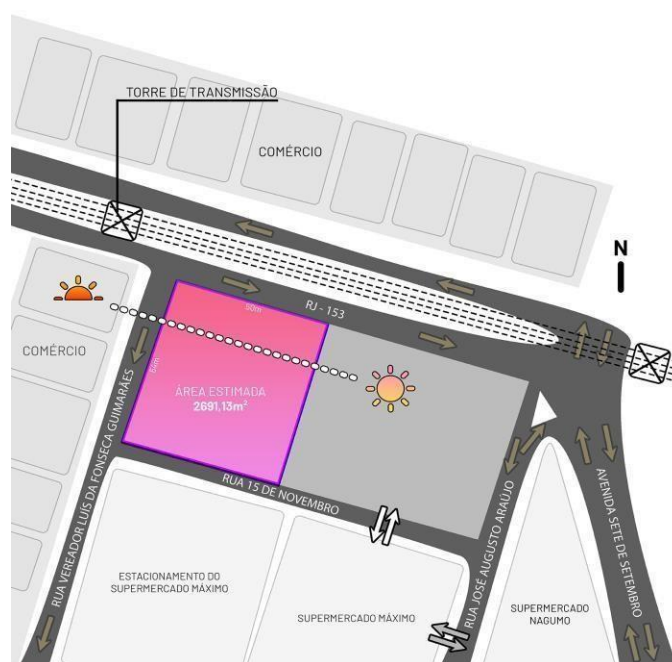 TORRE DE TRANSMISSÃO
COMÉRCIO
N
RJ - 153
50m
COMÉRCIO
ÁREA ESTIMADA
2691,13m²
RUA VEREADOR LUÍS DA FONSECA GUIMARÃES
RUA 15 DE NOVEMBRO
RUA JOSÉ AUGUSTO ARAÚJO
AVENIDA SETE DE SETEMBRO
ESTACIONAMENTO DO
SUPERMERCADO MÁXIMO
SUPERMERCADO MÁXIMO
SUPERMERCADO
NAGUMO